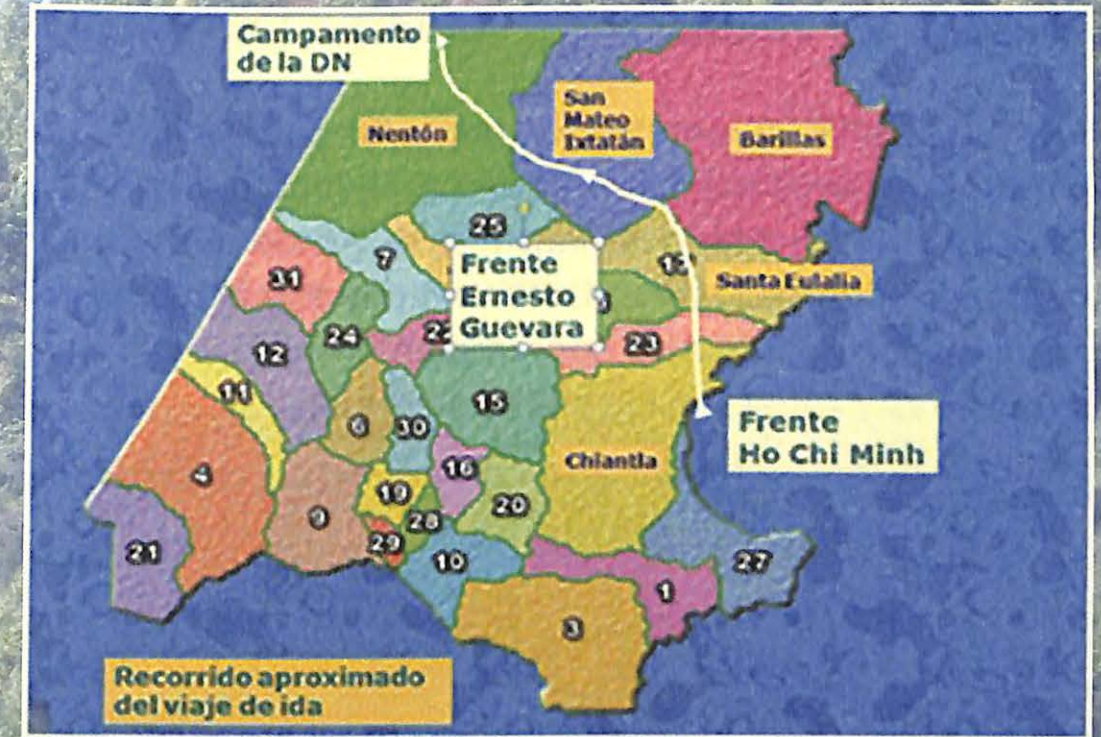 Campamento
de la DN
Nentón
San
Mateo
Ixtatán
Barillas
25
7
31
Frente
Ernesto
Guevara
Santa Eulalia
24
22
23
12
11
6
30
15
Frente
Ho Chi Minh
4
16
Chiantla
19
20
9
28
29
21
10
27
1
3
Recorrido aproximado
del viaje de ida